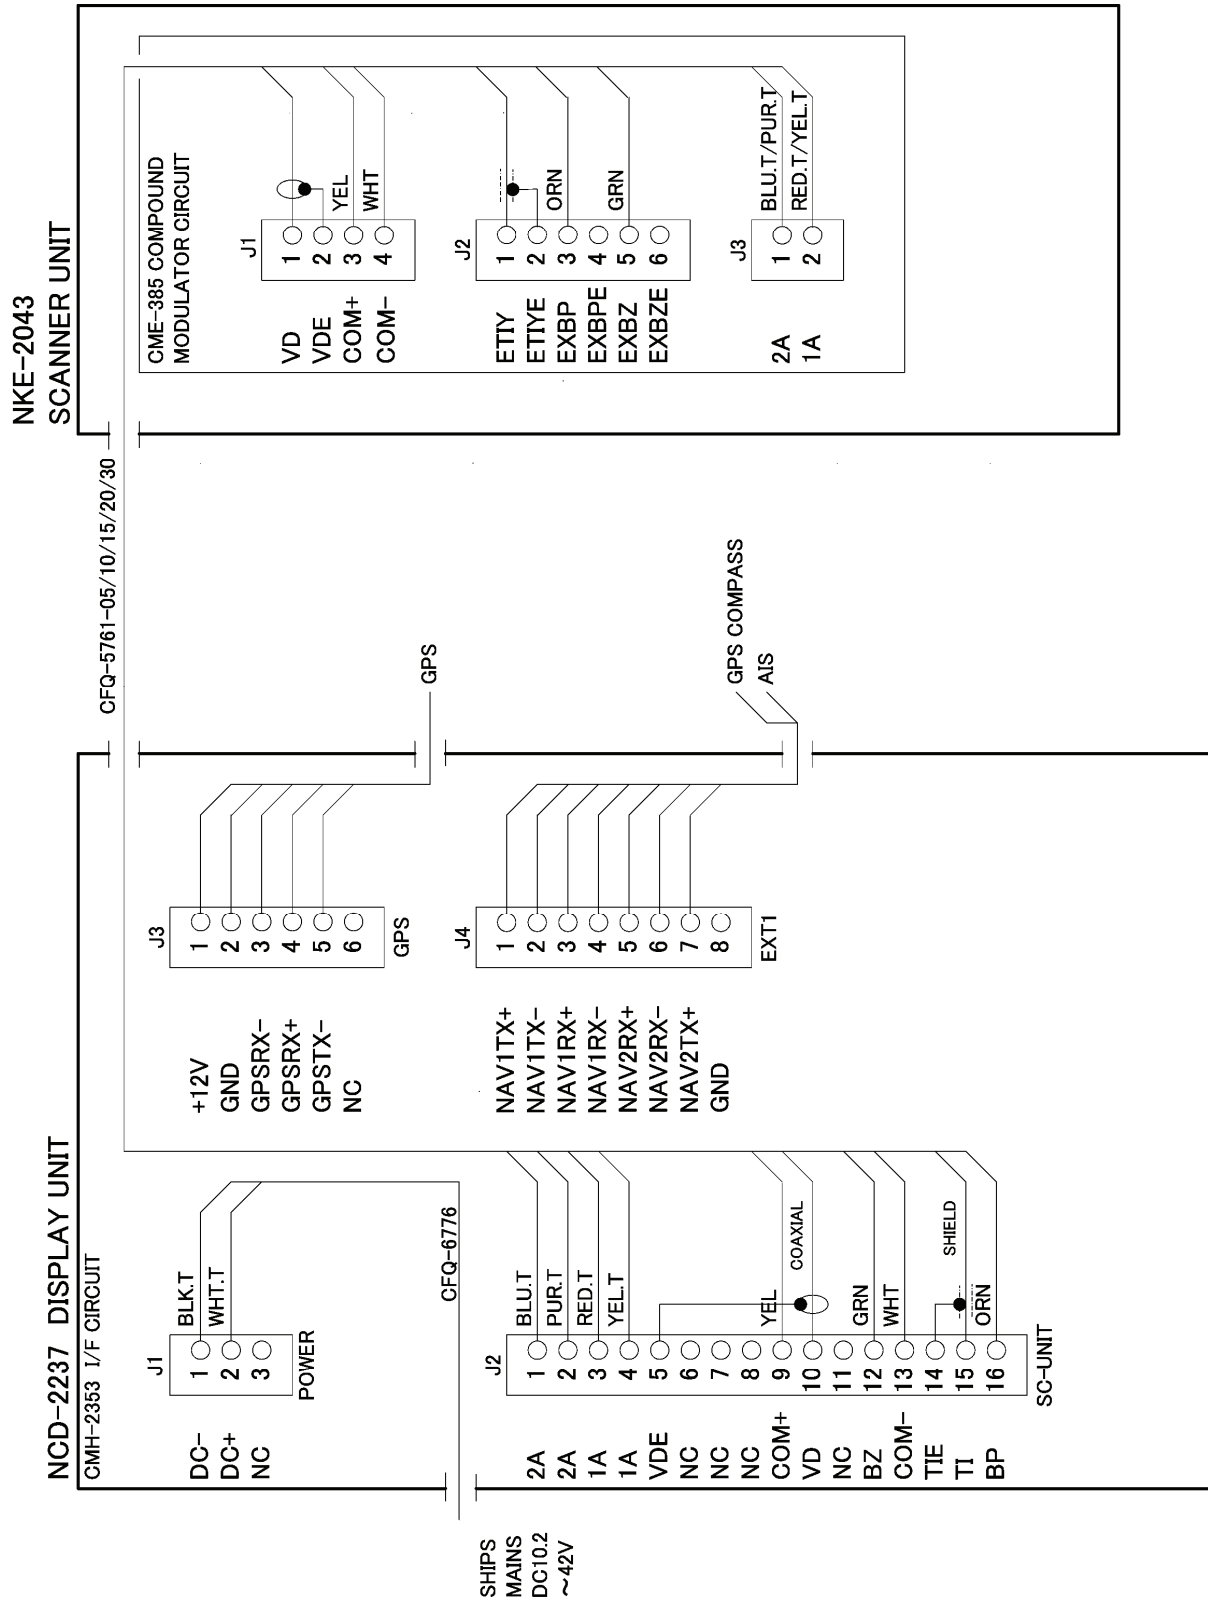 NKE-2043
SCANNER UNIT
CME-385 COMPOUND
MODULATOR CIRCUIT
J1
1
2
3
4
YEL
WHT
VD
VDE
COM+
COM-
J2
1
2
3
4
5
6
ORN
GRN
ETIY
ETIYE
EXBP
EXBPE
EXBZ
EXBZE
J3
1
2
BLU.T/PUR.T
RED.T/YEL.T
2A
1A
CFQ-5761-05/10/15/20/30
GPS
GPS COMPASS
AIS
NCD-2237 DISPLAY UNIT
CMH-2353 I/F CIRCUIT
J3
1
2
3
4
5
6
GPS
+12V
GND
GPSRX-
GPSRX+
GPSTX-
NC
J4
1
2
3
4
5
6
7
8
EXT1
NAV1TX+
NAV1TX-
NAV1RX+
NAV1RX-
NAV2RX+
NAV2RX-
NAV2TX+
GND
J1
1
2
3
POWER
BLK.T
WHT.T
DC-
DC+
NC
CFQ-6776
J2
1
2
3
4
5
6
7
8
9
10
11
12
13
14
15
16
SC-UNIT
BLU.T
PUR.T
RED.T
YEL.T
YEL
COAXIAL
GRN
WHT
SHIELD
ORN
2A
2A
1A
1A
VDE
NC
NC
NC
COM+
VD
NC
BZ
COM-
TIE
TI
BP
SHIPS
MAINS
DC10.2
～42V